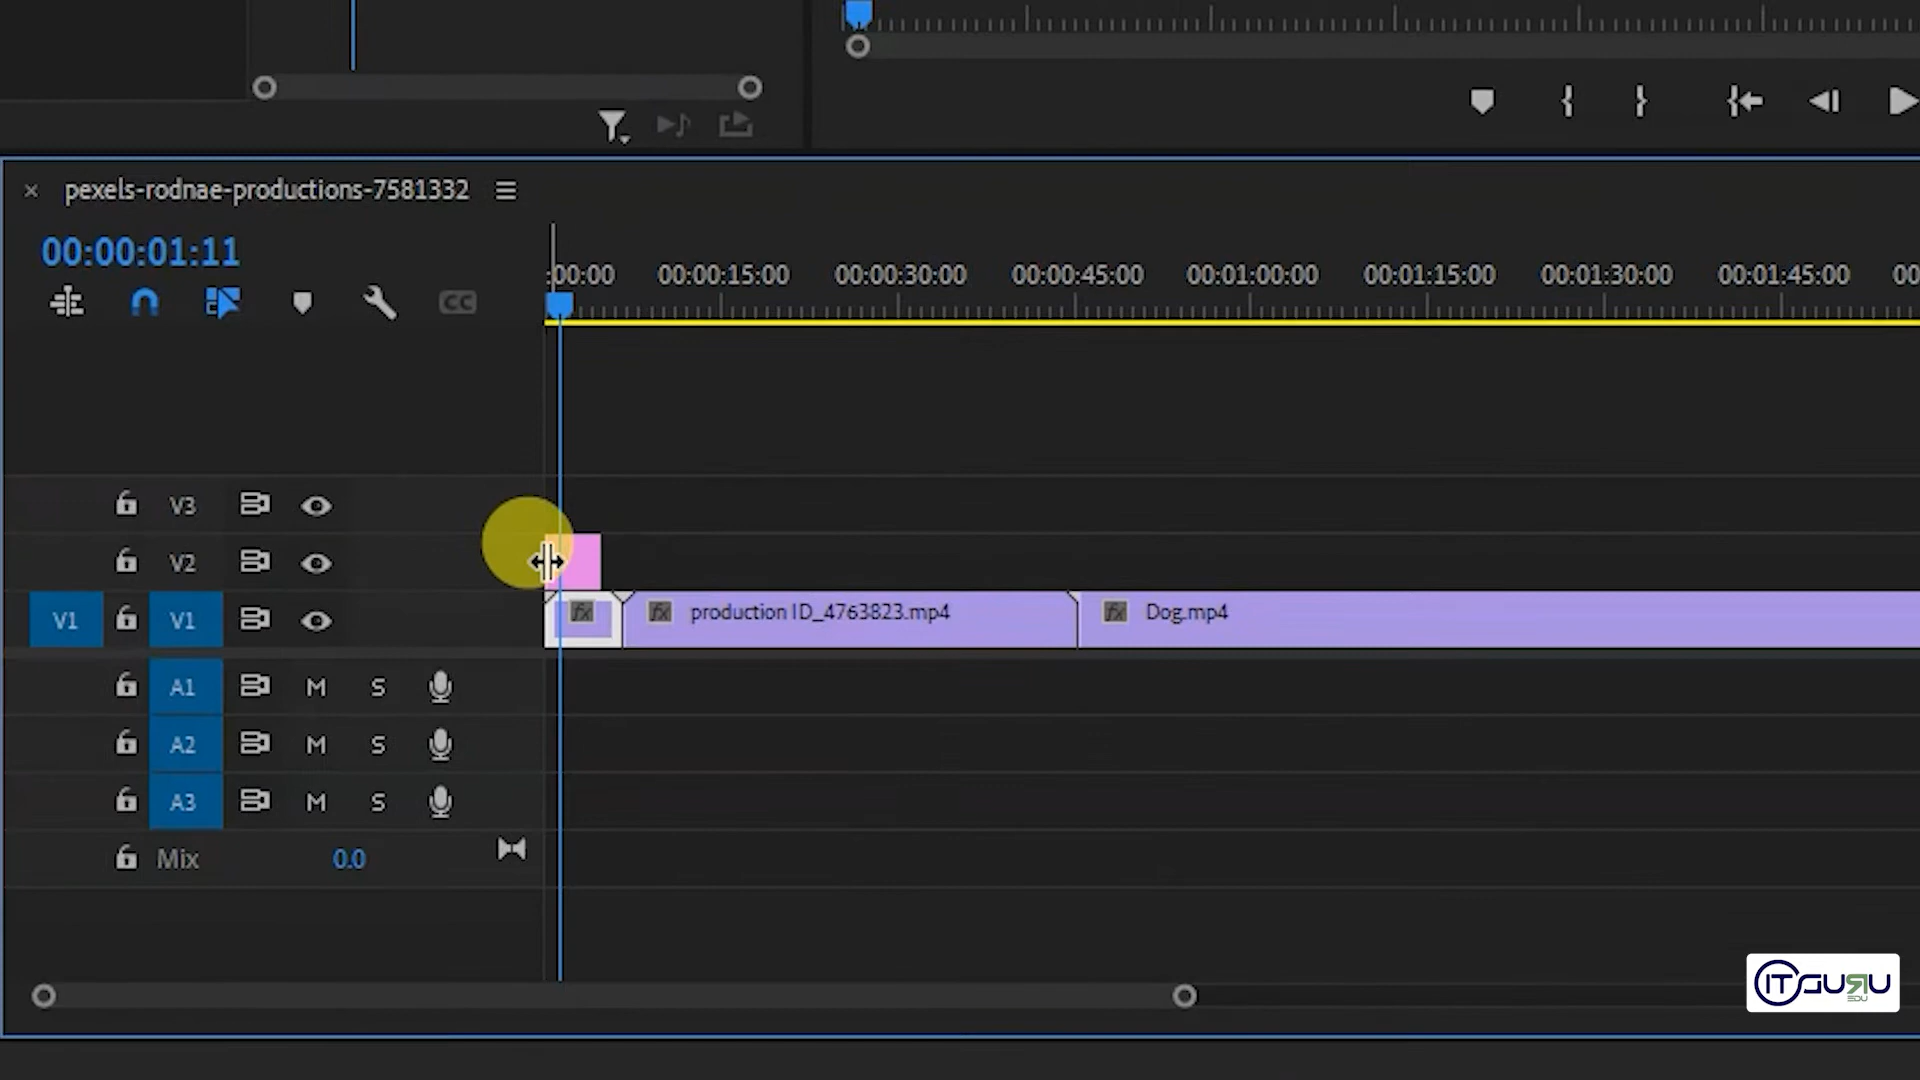 pexels-rodnae-productions-7581332
00:00:01:11
:00:00 00:00:15:00 00:00:30:00 00:00:45:00 00:01:00:00 00:01:15:00 00:01:30:00 00:01:45:00 00
CC
V3
V2
V1 V1 fx fx production ID_4763823.mp4 fx Dog.mp4
A1 M S
A2 M S
A3 M S
Mix 0.0
ITGURU
EDU